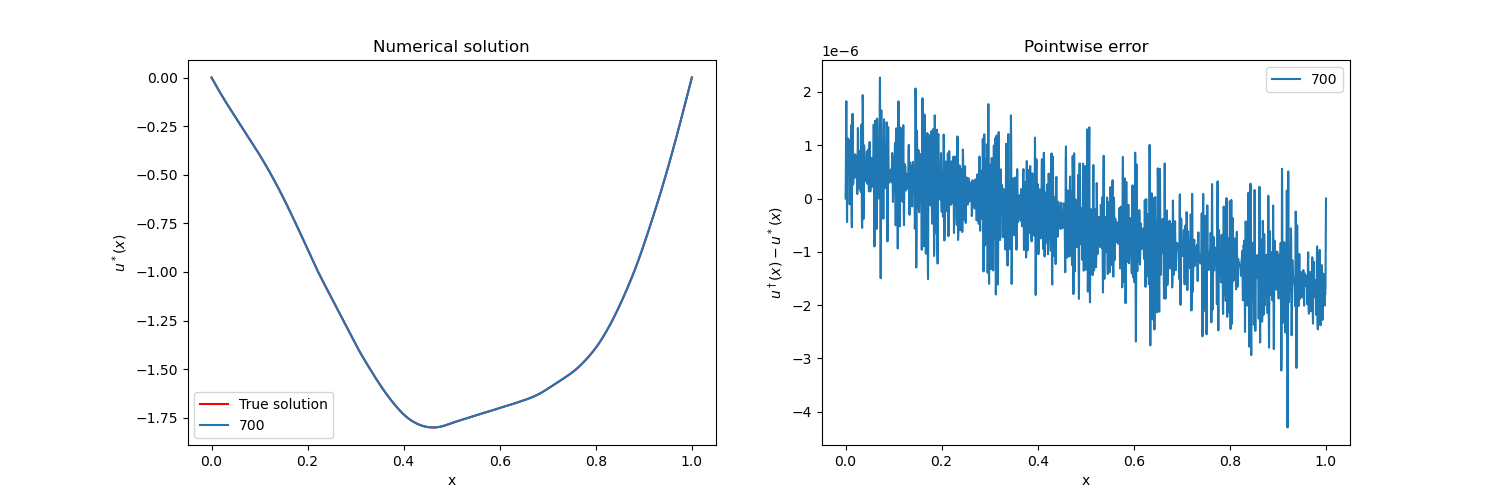 Numerical solution
0.00
−0.25
−0.50
−0.75
−1.00
−1.25
−1.50
−1.75
u*(x)
True solution
700
0.0 0.2 0.4 0.6 0.8 1.0
x
Pointwise error
1e−6
700
2
1
0
−1
−2
−3
−4
u†(x) − u*(x)
0.0 0.2 0.4 0.6 0.8 1.0
x